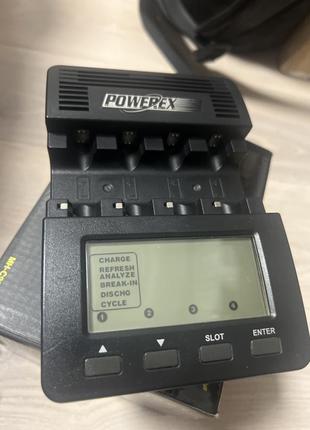 POWEREX
CHARGE
REFRESH
ANALYZE
BREAK-IN
DISCHG
CYCLE
1 2 3 4
▲ ▼ SLOT ENTER